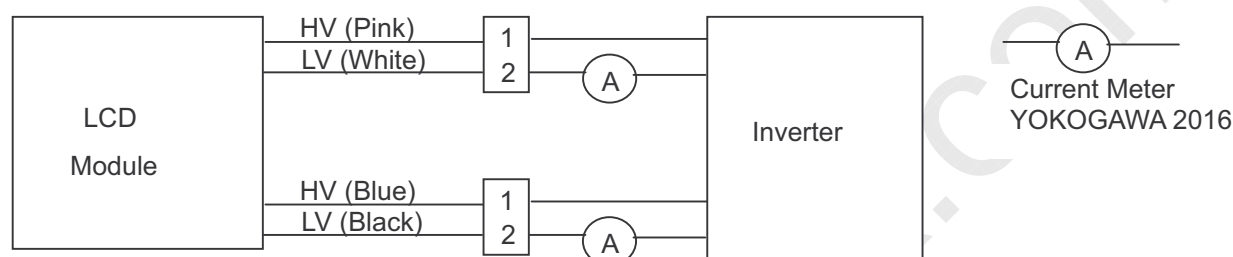 HV (Pink)
LV (White)
1
2
A
A
Current Meter
YOKOGAWA 2016
LCD
Module
Inverter
HV (Blue)
LV (Black)
1
2
A